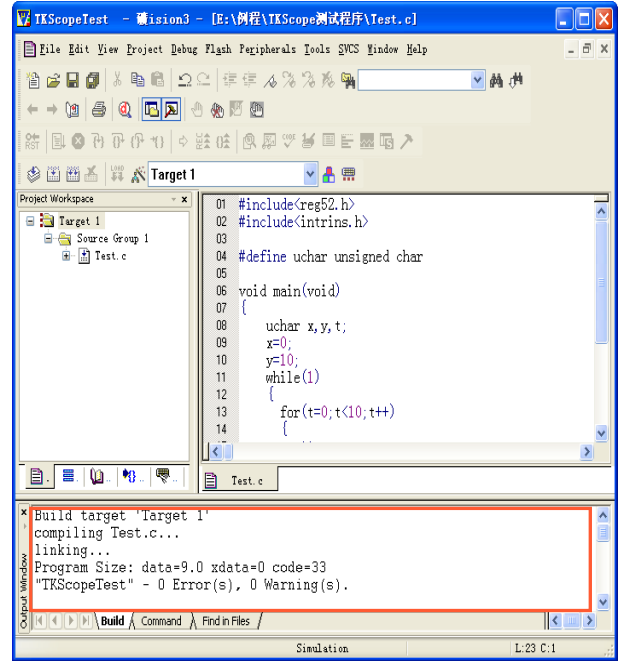 TKScopeTest - 礦ision3 - [E:\例程\TKScope测试程序\Test.c]
File Edit View Project Debug Flash Peripherals Tools SVCS Window Help
RST
CODE
LOAD
Target 1
Project Workspace
Target 1
Source Group 1
Test.c
01 #include<reg52.h>
02 #include<intrins.h>
03
04 #define uchar unsigned char
05
06 void main(void)
07 {
08 uchar x,y,t;
09 x=0;
10 y=10;
11 while(1)
12 {
13 for(t=0;t<10;t++)
14 {
Test.c
Build target 'Target 1'
compiling Test.c...
linking...
Program Size: data=9.0 xdata=0 code=33
"TKScopeTest" - 0 Error(s), 0 Warning(s).
Output Window
Build Command Find in Files
Simulation L:23 C:1